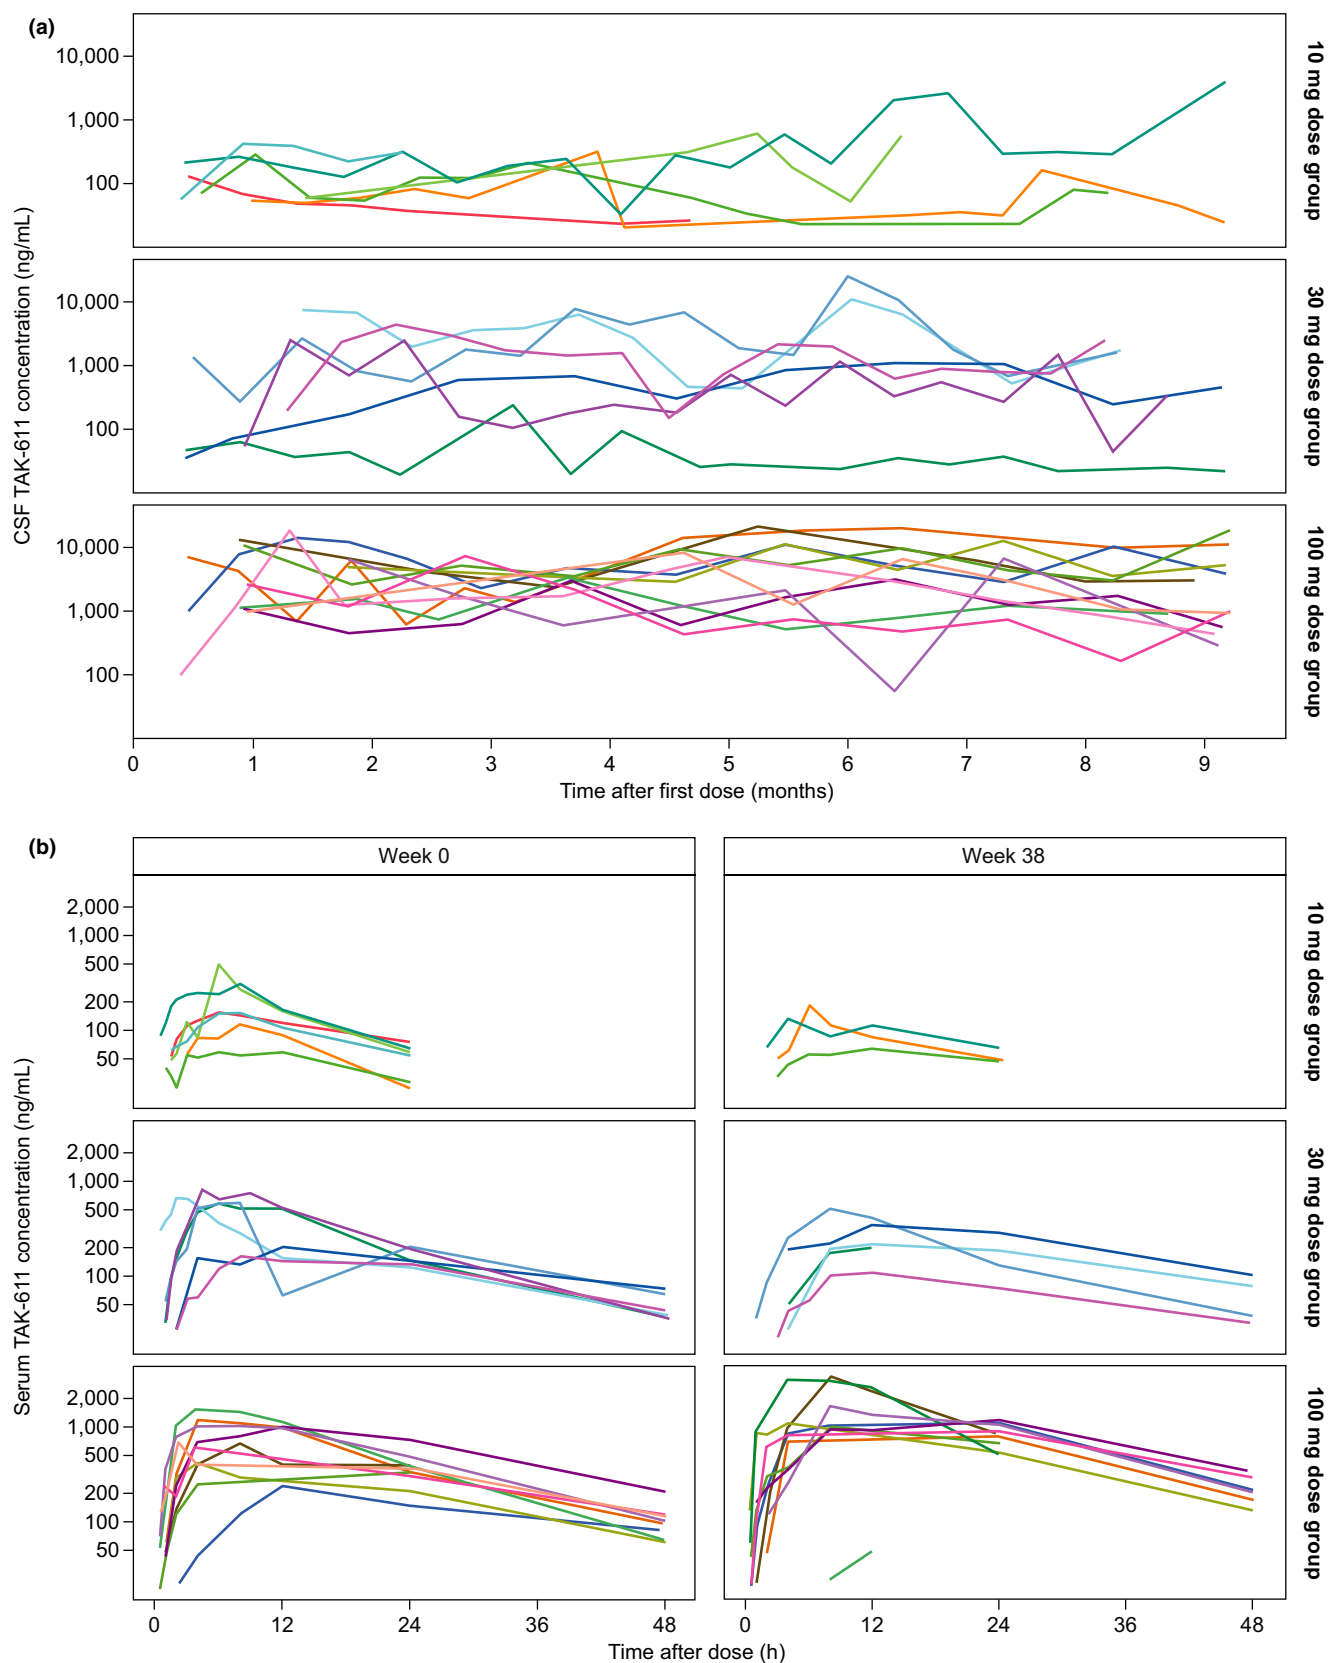 (a)
10,000
1,000
100
10 mg dose group
10,000
1,000
100
30 mg dose group
10,000
1,000
100
100 mg dose group
CSF TAK-611 concentration (ng/mL)
0 1 2 3 4 5 6 7 8 9
Time after first dose (months)
(b)
Week 0
Week 38
2,000
1,000
500
200
100
50
10 mg dose group
2,000
1,000
500
200
100
50
30 mg dose group
2,000
1,000
500
200
100
50
100 mg dose group
Serum TAK-611 concentration (ng/mL)
0 12 24 36 48
0 12 24 36 48
Time after dose (h)